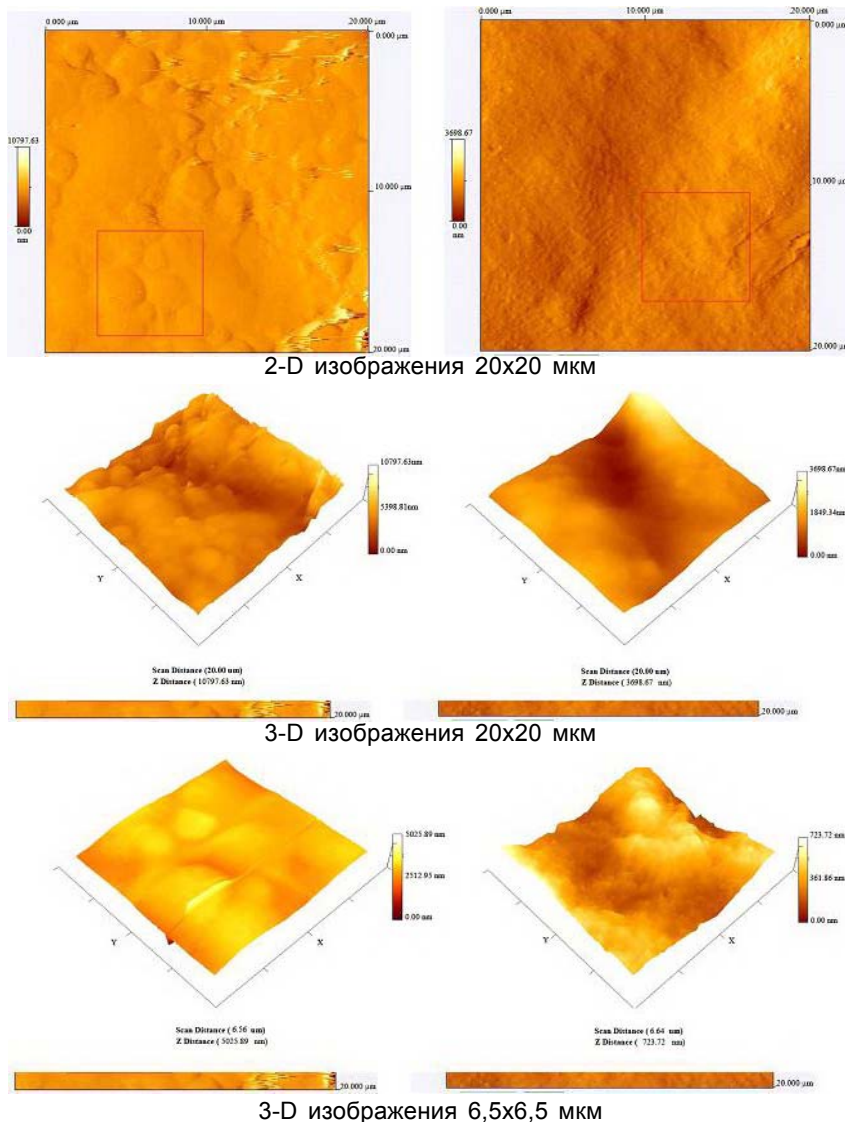 0.000 µm 10.000 µm 20.000 µm
0.000 µm
10797.63
0.00
nm
10.000 µm
20.000 µm
0.000 µm 10.000 µm 20.000 µm
0.000 µm
3698.67
0.00
nm
10.000 µm
20.000 µm
2-D изображения 20x20 мкм
10797.63nm
5398.81nm
0.00 nm
Y
X
Scan Distance (20.00 um)
Z Distance ( 10797.63 nm)
20.000 µm
3698.67nm
1849.34nm
0.00 nm
Y
X
Scan Distance (20.00 um)
Z Distance ( 3698.67 nm)
20.000 µm
3-D изображения 20x20 мкм
5025.89 nm
2512.95 nm
0.00 nm
Y
X
Scan Distance ( 6.56 um)
Z Distance ( 5025.89 nm)
20.000 µm
723.72 nm
361.86 nm
0.00 nm
Y
X
Scan Distance ( 6.64 um)
Z Distance ( 723.72 nm)
20.000 µm
3-D изображения 6,5x6,5 мкм